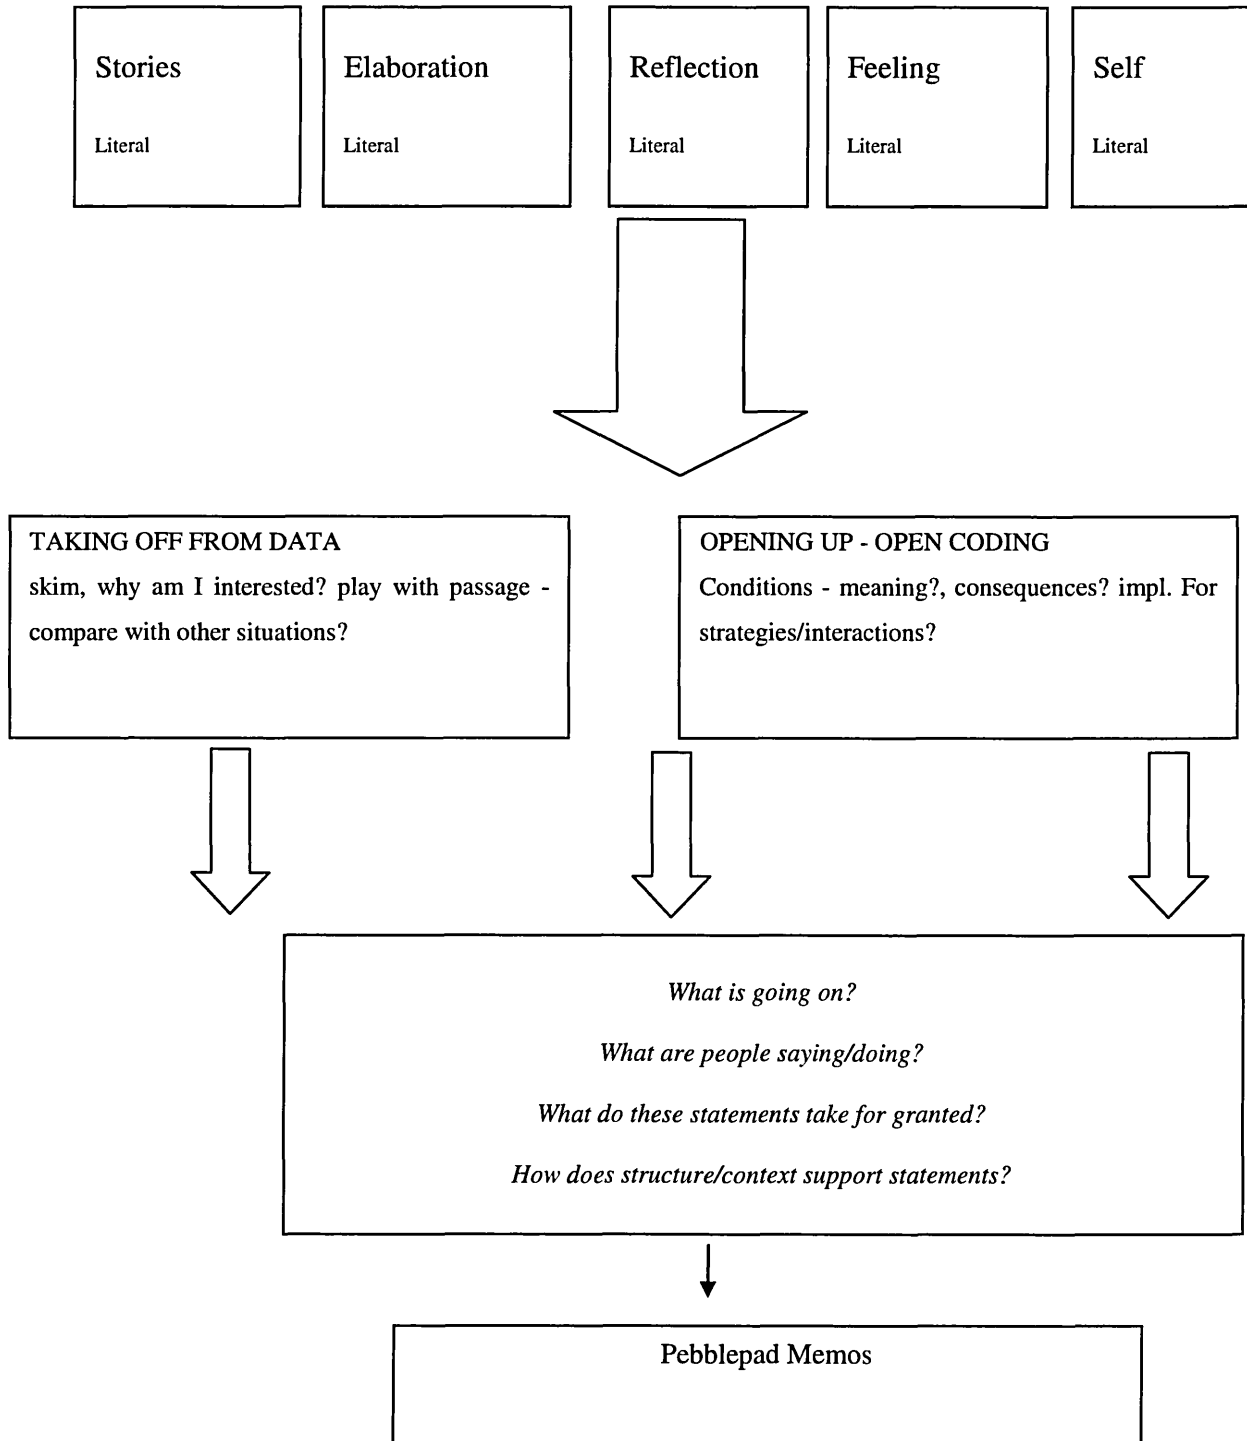 Stories
Literal
Elaboration
Literal
Reflection
Literal
Feeling
Literal
Self
Literal
TAKING OFF FROM DATA
skim, why am I interested? play with passage -
compare with other situations?
OPENING UP - OPEN CODING
Conditions - meaning?, consequences? impl. For
strategies/interactions?
What is going on?
What are people saying/doing?
What do these statements take for granted?
How does structure/context support statements?
Pebblepad Memos